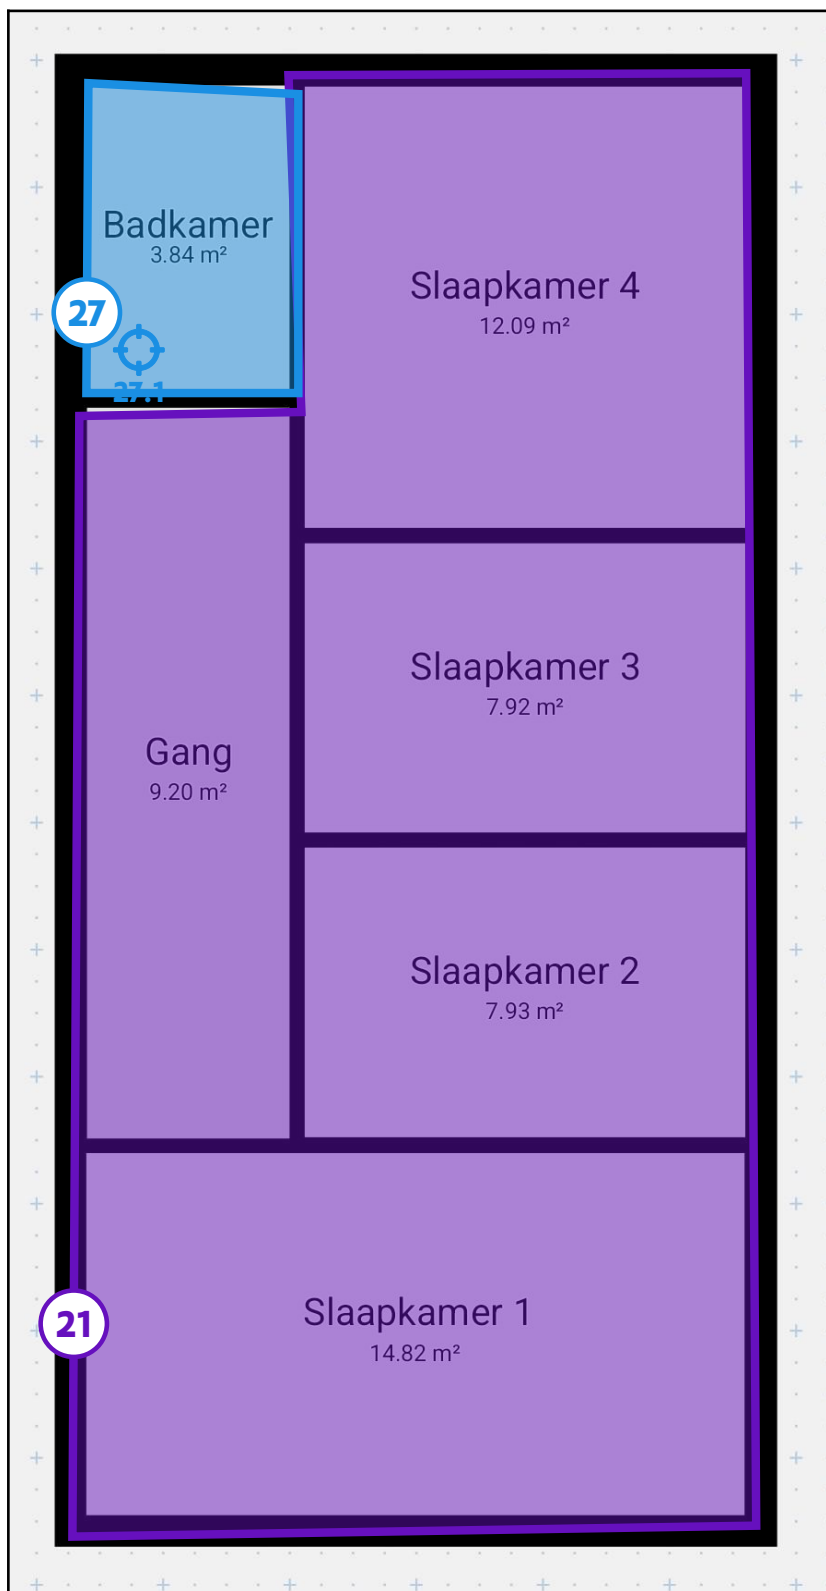 Badkamer
3.84 m²
27
27.1
Slaapkamer 4
12.09 m²
Slaapkamer 3
7.92 m²
Gang
9.20 m²
Slaapkamer 2
7.93 m²
Slaapkamer 1
14.82 m²
21